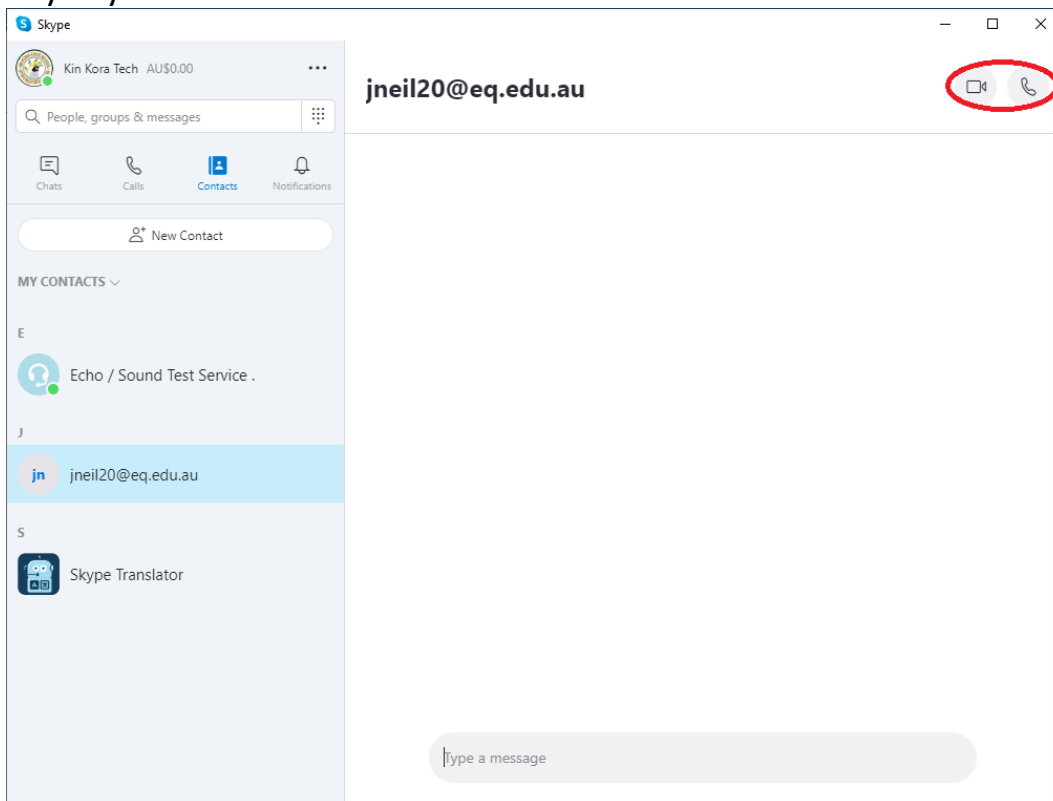 Skype
Kin Kora Tech AU$0.00
People, groups & messages
Chats Calls Contacts Notifications
New Contact
MY CONTACTS
E
Echo / Sound Test Service .
J
jn jneil20@eq.edu.au
S
Skype Translator
jneil20@eq.edu.au
Type a message